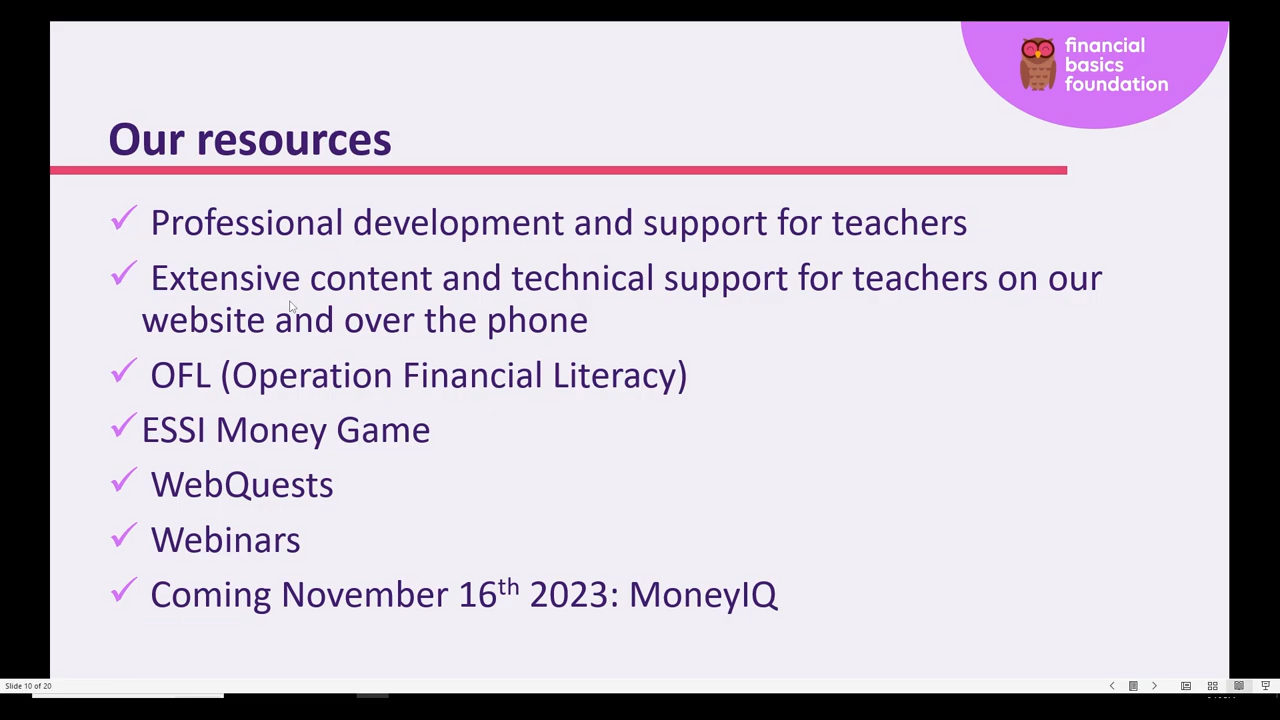 financial
basics
foundation
Our resources
✓ Professional development and support for teachers
✓ Extensive content and technical support for teachers on our
website and over the phone
✓ OFL (Operation Financial Literacy)
✓ ESSI Money Game
✓ WebQuests
✓ Webinars
✓ Coming November 16th 2023: MoneyIQ
Slide 10 of 20